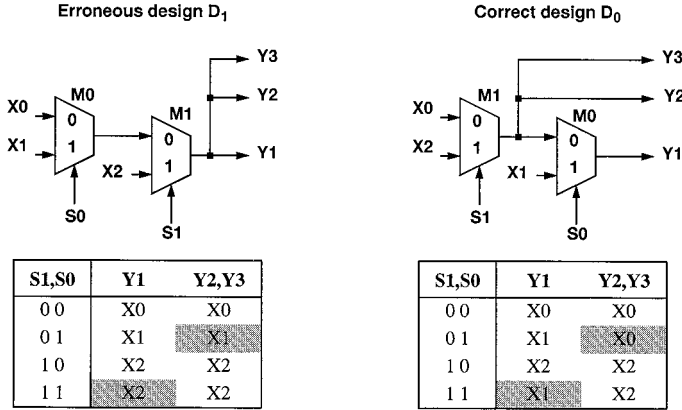 Erroneous design D1
Correct design D0
Y3
Y2
Y1
M0
X0
0
X1
1
M1
0
X2
1
S0
S1
Y3
Y2
Y1
M1
X0
0
X2
1
M0
0
X1
1
S1
S0
S1,S0 Y1 Y2,Y3
0 0 X0 X0
0 1 X1 X1
1 0 X2 X2
1 1 X2 X2
S1,S0 Y1 Y2,Y3
0 0 X0 X0
0 1 X1 X0
1 0 X2 X2
1 1 X1 X2